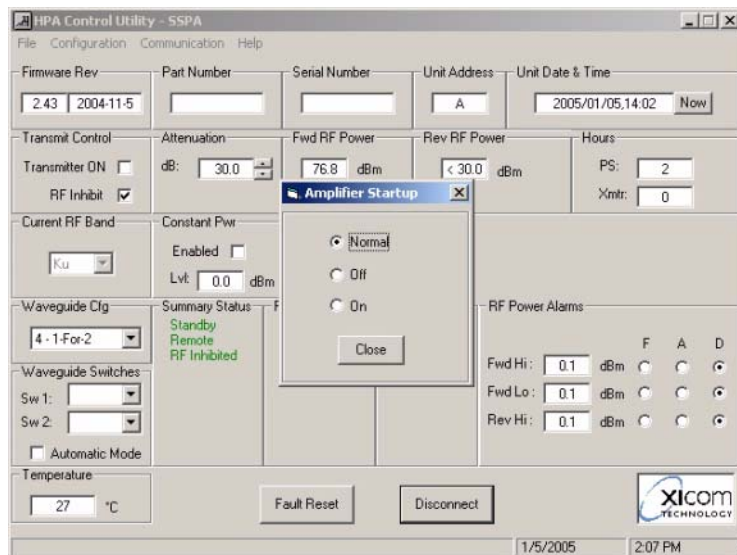 HPA Control Utility - SSPA
File Configuration Communication Help
Firmware Rev
2.43 2004-11-5
Part Number
Serial Number
Unit Address
A
Unit Date & Time
2005/01/05,14:02 Now
Transmit Control
Transmitter ON
RF Inhibit
Attenuation
dB: 30.0
Fwd RF Power
76.8 dBm
Rev RF Power
< 30.0 dBm
Hours
PS: 2
Xmtr: 0
Current RF Band
Ku
Constant Pwr
Enabled
Lvl: 0.0 dBm
Amplifier Startup
Normal
Off
On
Close
Waveguide Cfg
4 - 1-For-2
Waveguide Switches
Sw 1:
Sw 2:
Automatic Mode
Summary Status
Standby
Remote
RF Inhibited
RF Power Alarms
F A D
Fwd Hi: 0.1 dBm
Fwd Lo: 0.1 dBm
Rev Hi: 0.1 dBm
Temperature
27 °C
Fault Reset
Disconnect
XICOM
TECHNOLOGY
1/5/2005 2:07 PM